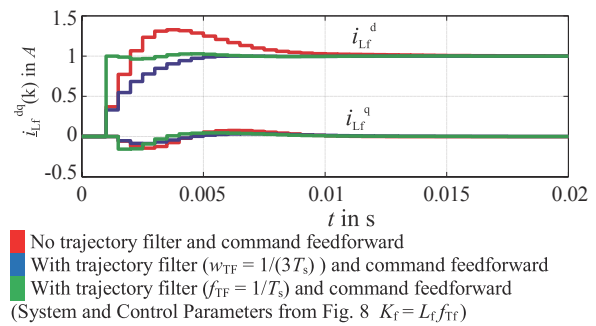 1.5
1
0.5
0
-0.5
i_Lf^dq(k) in A
i_Lf^d
i_Lf^q
0
0.005
0.01
0.015
0.02
t in s
No trajectory filter and command feedforward
With trajectory filter (w_TF = 1/(3T_s) ) and command feedforward
With trajectory filter (f_TF = 1/T_s) and command feedforward
(System and Control Parameters from Fig. 8 K_f = L_f f_Tf)